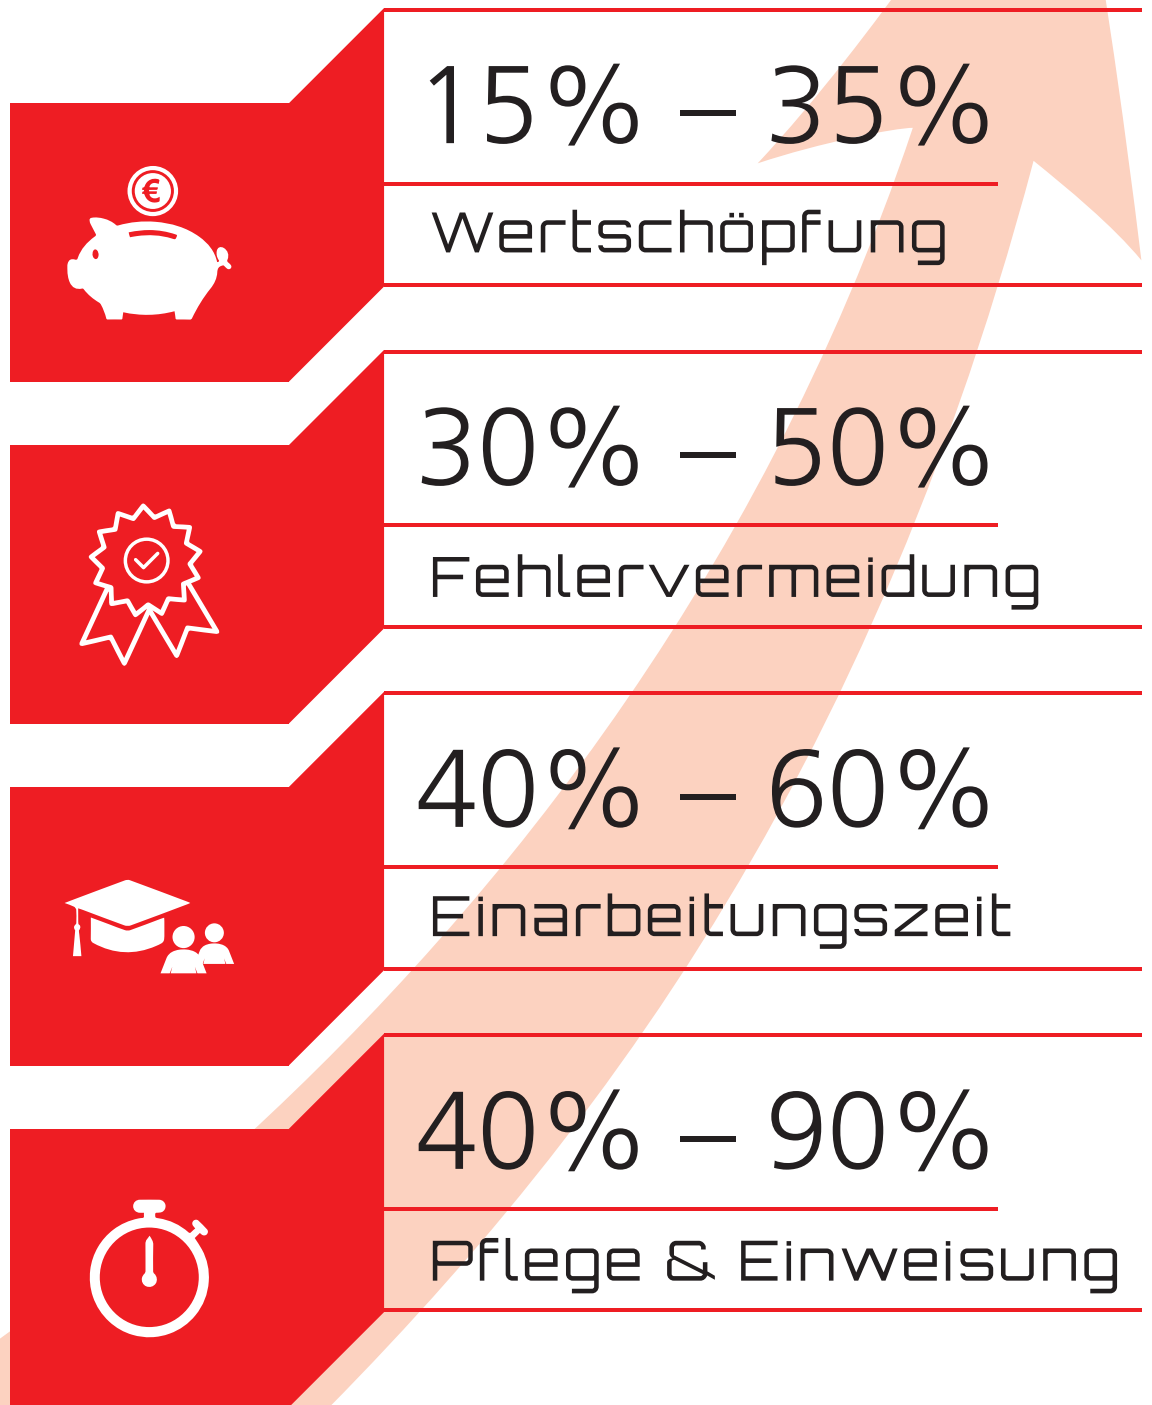 €
15% – 35%
Wertschöpfung
30% – 50%
Fehlervermeidung
40% – 60%
Einarbeitungszeit
40% – 90%
Pflege & Einweisung